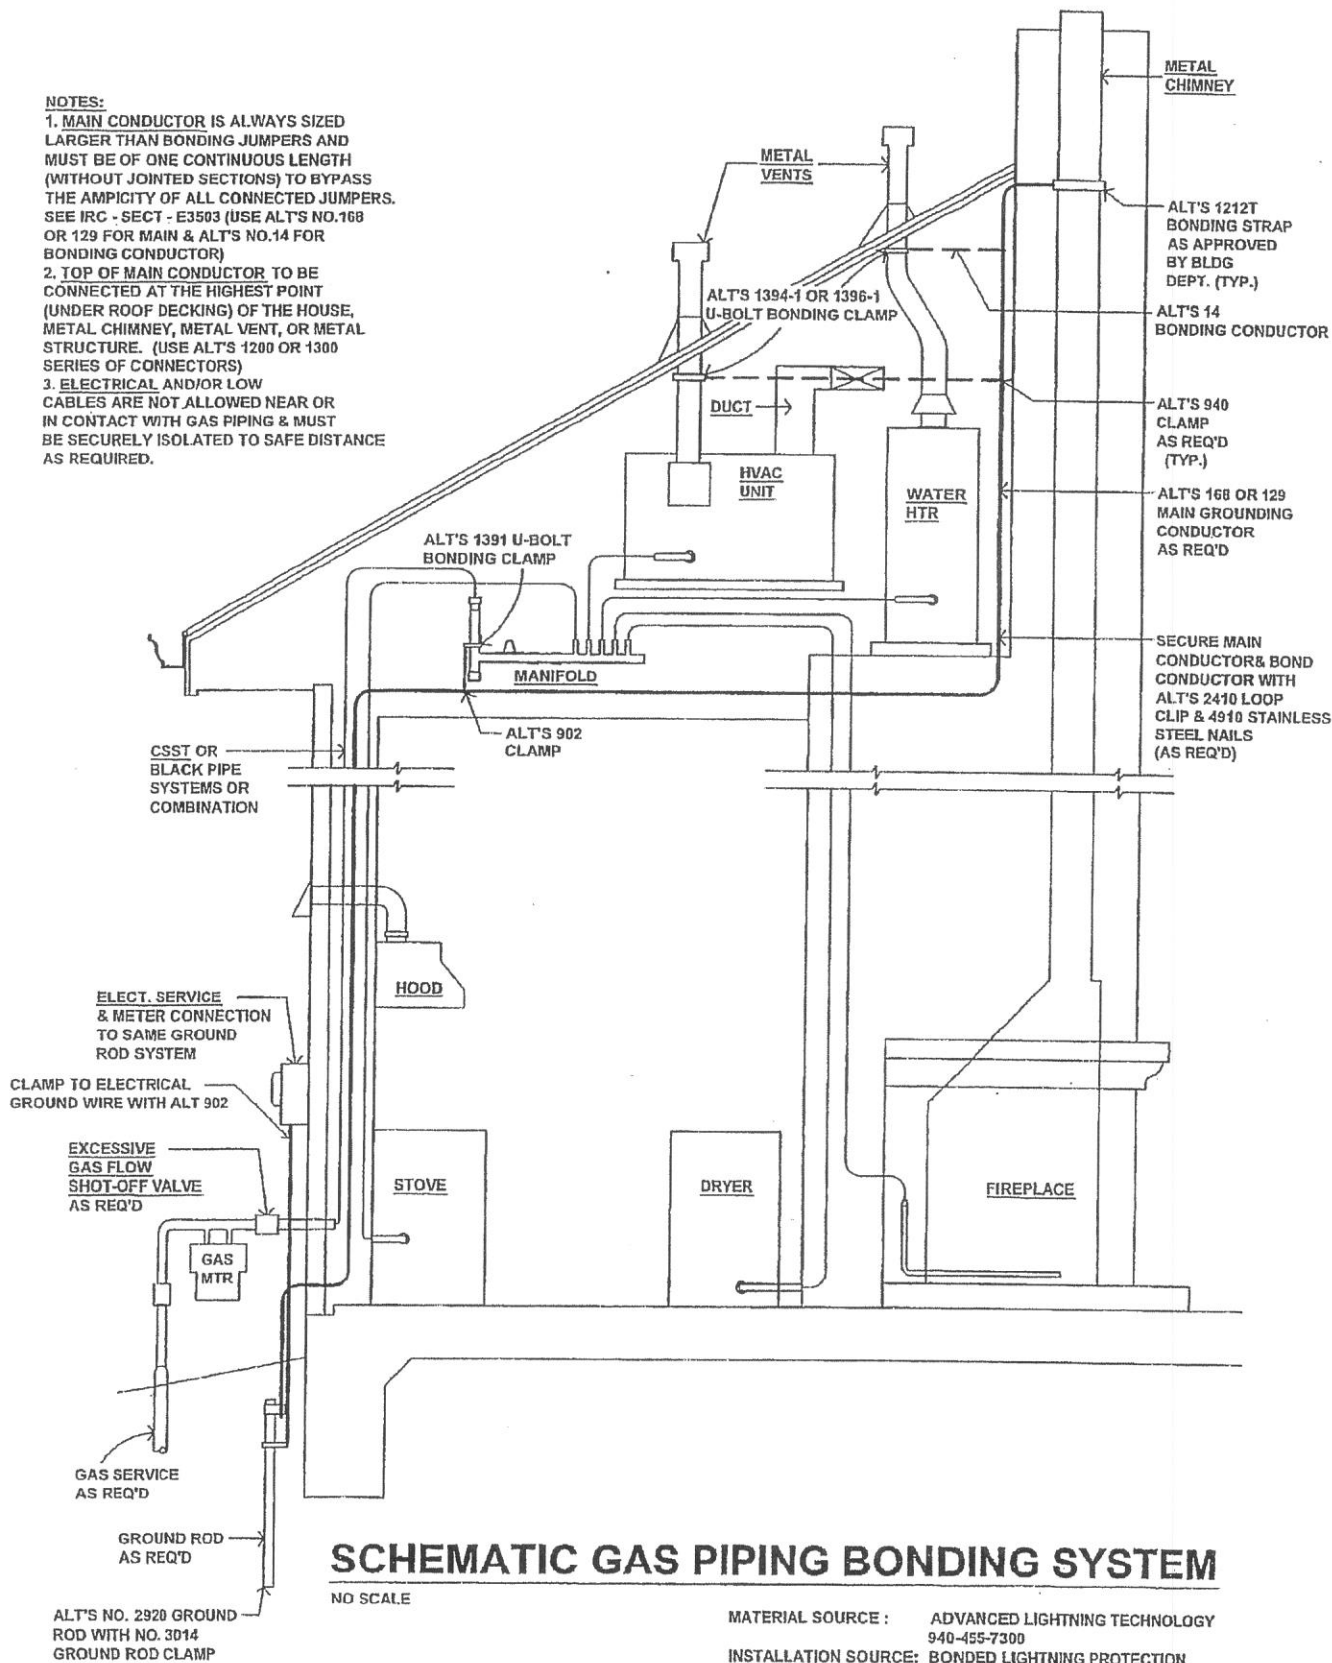 NOTES:
1. MAIN CONDUCTOR IS ALWAYS SIZED
LARGER THAN BONDING JUMPERS AND
MUST BE OF ONE CONTINUOUS LENGTH
(WITHOUT JOINTED SECTIONS) TO BYPASS
THE AMPICITY OF ALL CONNECTED JUMPERS.
SEE IRC - SECT - E3503 (USE ALT'S NO.168
OR 129 FOR MAIN & ALT'S NO.14 FOR
BONDING CONDUCTOR)
2. TOP OF MAIN CONDUCTOR TO BE
CONNECTED AT THE HIGHEST POINT
(UNDER ROOF DECKING) OF THE HOUSE,
METAL CHIMNEY, METAL VENT, OR METAL
STRUCTURE. (USE ALT'S 1200 OR 1300
SERIES OF CONNECTORS)
3. ELECTRICAL AND/OR LOW
CABLES ARE NOT ALLOWED NEAR OR
IN CONTACT WITH GAS PIPING & MUST
BE SECURELY ISOLATED TO SAFE DISTANCE
AS REQUIRED.
METAL
CHIMNEY
METAL
VENTS
ALT'S 1212T
BONDING STRAP
AS APPROVED
BY BLDG
DEPT. (TYP.)
ALT'S 1394-1 OR 1396-1
U-BOLT BONDING CLAMP
ALT'S 14
BONDING CONDUCTOR
DUCT
ALT'S 940
CLAMP
AS REQ'D
(TYP.)
HVAC
UNIT
WATER
HTR
ALT'S 168 OR 129
MAIN GROUNDING
CONDUCTOR
AS REQ'D
ALT'S 1391 U-BOLT
BONDING CLAMP
SECURE MAIN
CONDUCTOR& BOND
CONDUCTOR WITH
ALT'S 2410 LOOP
CLIP & 4910 STAINLESS
STEEL NAILS
(AS REQ'D)
MANIFOLD
ALT'S 902
CLAMP
CSST OR
BLACK PIPE
SYSTEMS OR
COMBINATION
HOOD
ELECT. SERVICE
& METER CONNECTION
TO SAME GROUND
ROD SYSTEM
CLAMP TO ELECTRICAL
GROUND WIRE WITH ALT 902
EXCESSIVE
GAS FLOW
SHOT-OFF VALVE
AS REQ'D
STOVE
DRYER
FIREPLACE
GAS
MTR
GAS SERVICE
AS REQ'D
GROUND ROD
AS REQ'D
ALT'S NO. 2920 GROUND
ROD WITH NO. 3014
GROUND ROD CLAMP
SCHEMATIC GAS PIPING BONDING SYSTEM
NO SCALE
MATERIAL SOURCE : ADVANCED LIGHTNING TECHNOLOGY
940-455-7300
INSTALLATION SOURCE: BONDED LIGHTNING PROTECTION